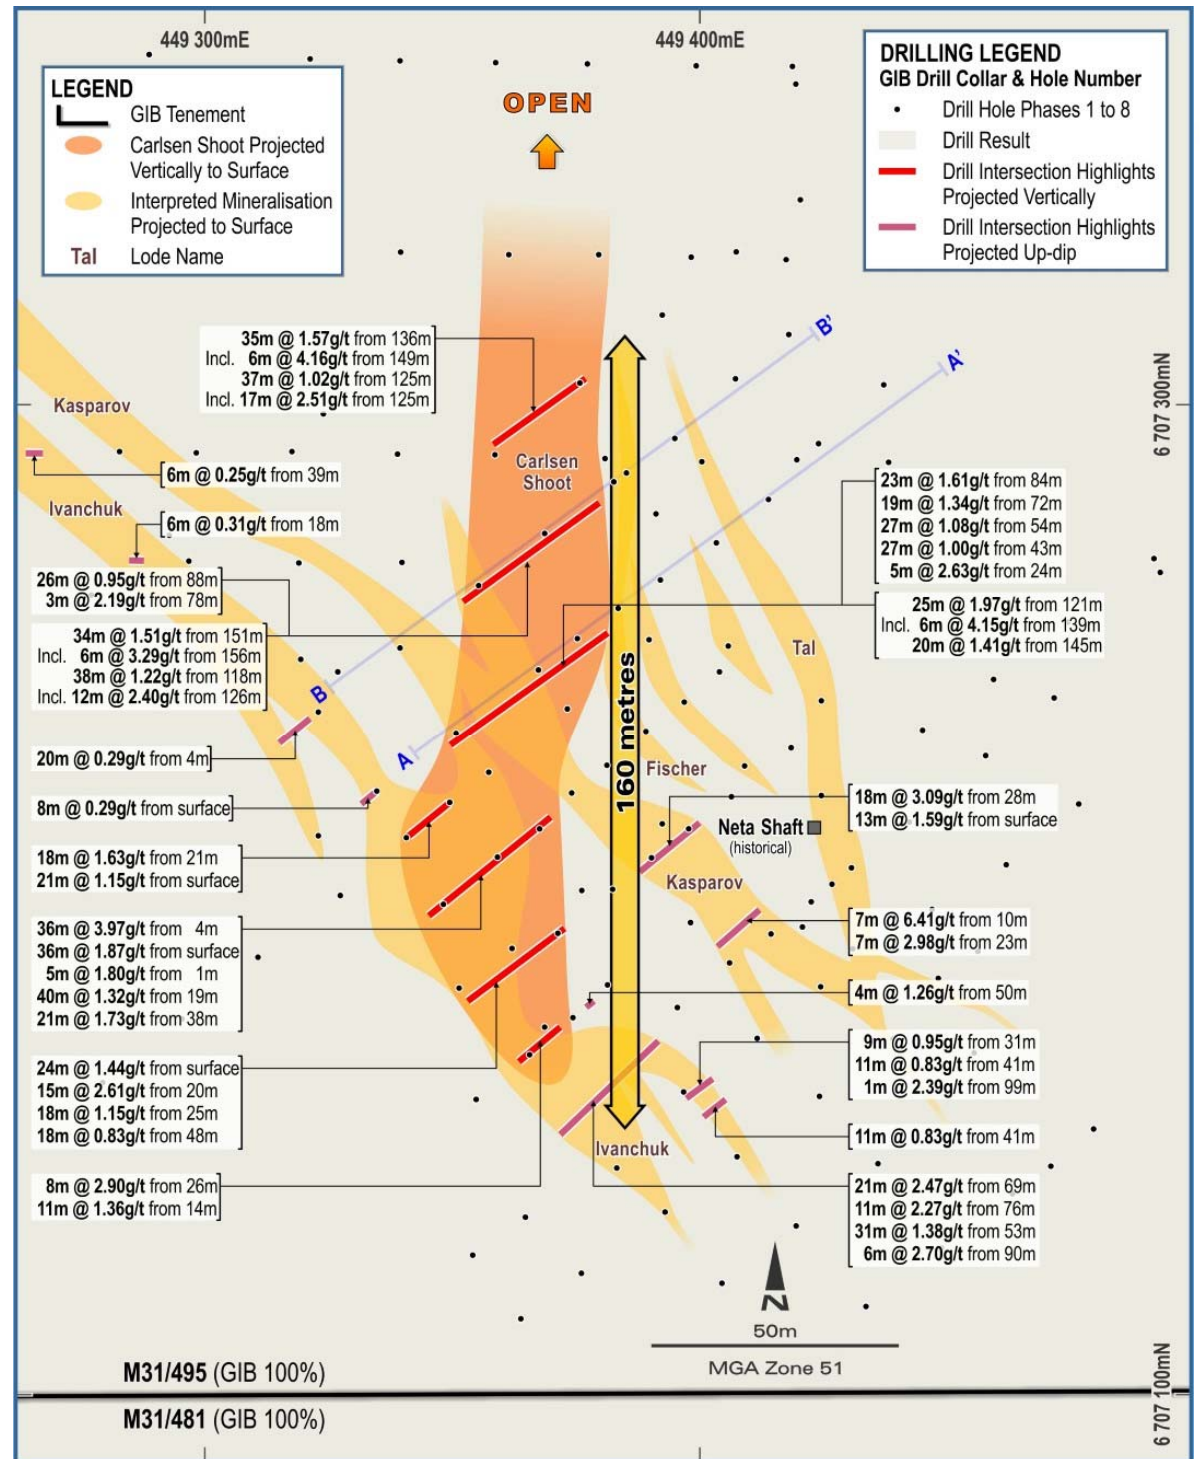 449 300mE
449 400mE
LEGEND
GIB Tenement
Carlsen Shoot Projected
Vertically to Surface
Interpreted Mineralisation
Projected to Surface
Tal Lode Name
OPEN
DRILLING LEGEND
GIB Drill Collar & Hole Number
Drill Hole Phases 1 to 8
Drill Result
Drill Intersection Highlights
Projected Vertically
Drill Intersection Highlights
Projected Up-dip
35m @ 1.57g/t from 136m
Incl. 6m @ 4.16g/t from 149m
37m @ 1.02g/t from 125m
Incl. 17m @ 2.51g/t from 125m
B'
A'
6 707 300mN
Kasparov
6m @ 0.25g/t from 39m
Ivanchuk
6m @ 0.31g/t from 18m
Carlsen
Shoot
23m @ 1.61g/t from 84m
19m @ 1.34g/t from 72m
27m @ 1.08g/t from 54m
27m @ 1.00g/t from 43m
5m @ 2.63g/t from 24m
26m @ 0.95g/t from 88m
3m @ 2.19g/t from 78m
25m @ 1.97g/t from 121m
Incl. 6m @ 4.15g/t from 139m
20m @ 1.41g/t from 145m
34m @ 1.51g/t from 151m
Incl. 6m @ 3.29g/t from 156m
38m @ 1.22g/t from 118m
Incl. 12m @ 2.40g/t from 126m
Tal
B
A
160 metres
20m @ 0.29g/t from 4m
Fischer
8m @ 0.29g/t from surface
18m @ 3.09g/t from 28m
13m @ 1.59g/t from surface
Neta Shaft
(historical)
18m @ 1.63g/t from 21m
21m @ 1.15g/t from surface
Kasparov
36m @ 3.97g/t from 4m
36m @ 1.87g/t from surface
5m @ 1.80g/t from 1m
40m @ 1.32g/t from 19m
21m @ 1.73g/t from 38m
7m @ 6.41g/t from 10m
7m @ 2.98g/t from 23m
4m @ 1.26g/t from 50m
9m @ 0.95g/t from 31m
11m @ 0.83g/t from 41m
1m @ 2.39g/t from 99m
24m @ 1.44g/t from surface
15m @ 2.61g/t from 20m
18m @ 1.15g/t from 25m
18m @ 0.83g/t from 48m
11m @ 0.83g/t from 41m
Ivanchuk
8m @ 2.90g/t from 26m
11m @ 1.36g/t from 14m
21m @ 2.47g/t from 69m
11m @ 2.27g/t from 76m
31m @ 1.38g/t from 53m
6m @ 2.70g/t from 90m
N
50m
MGA Zone 51
M31/495 (GIB 100%)
M31/481 (GIB 100%)
6 707 100mN